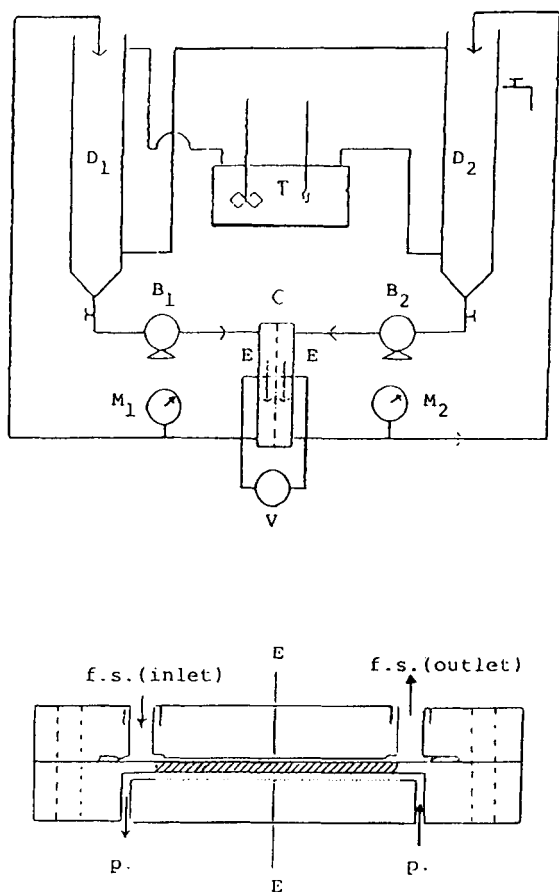 D1
T
D2
B1
C
B2
E
E
M1
M2
V
E
f.s.(inlet)
f.s.(outlet)
p.
p.
E